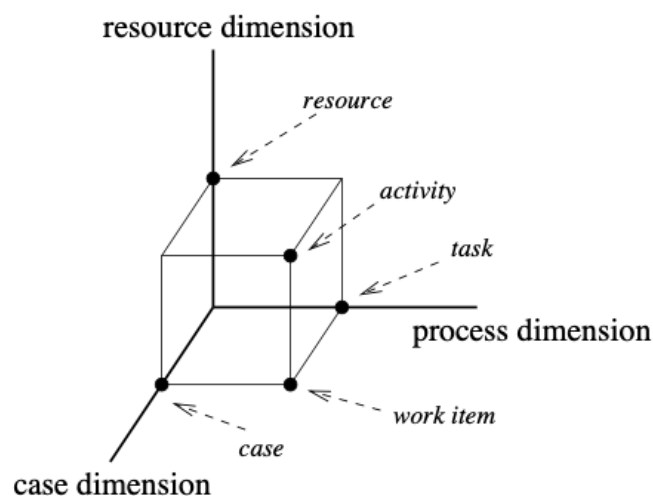 resource dimension
resource
activity
task
process dimension
work item
case
case dimension